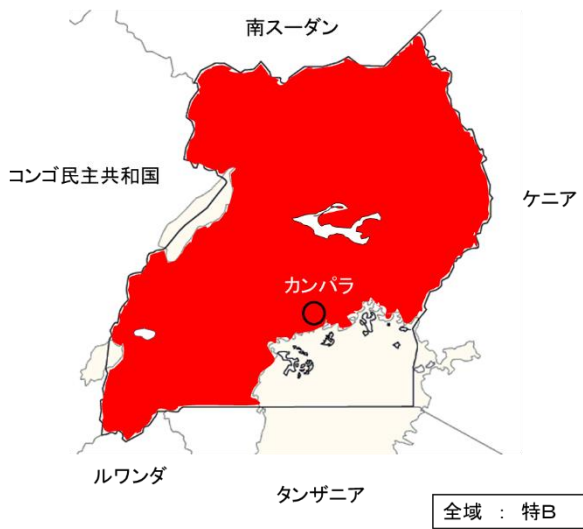 南スーダン
コンゴ民主共和国
ケニア
カンパラ
ルワンダ
タンザニア
全域 : 特B